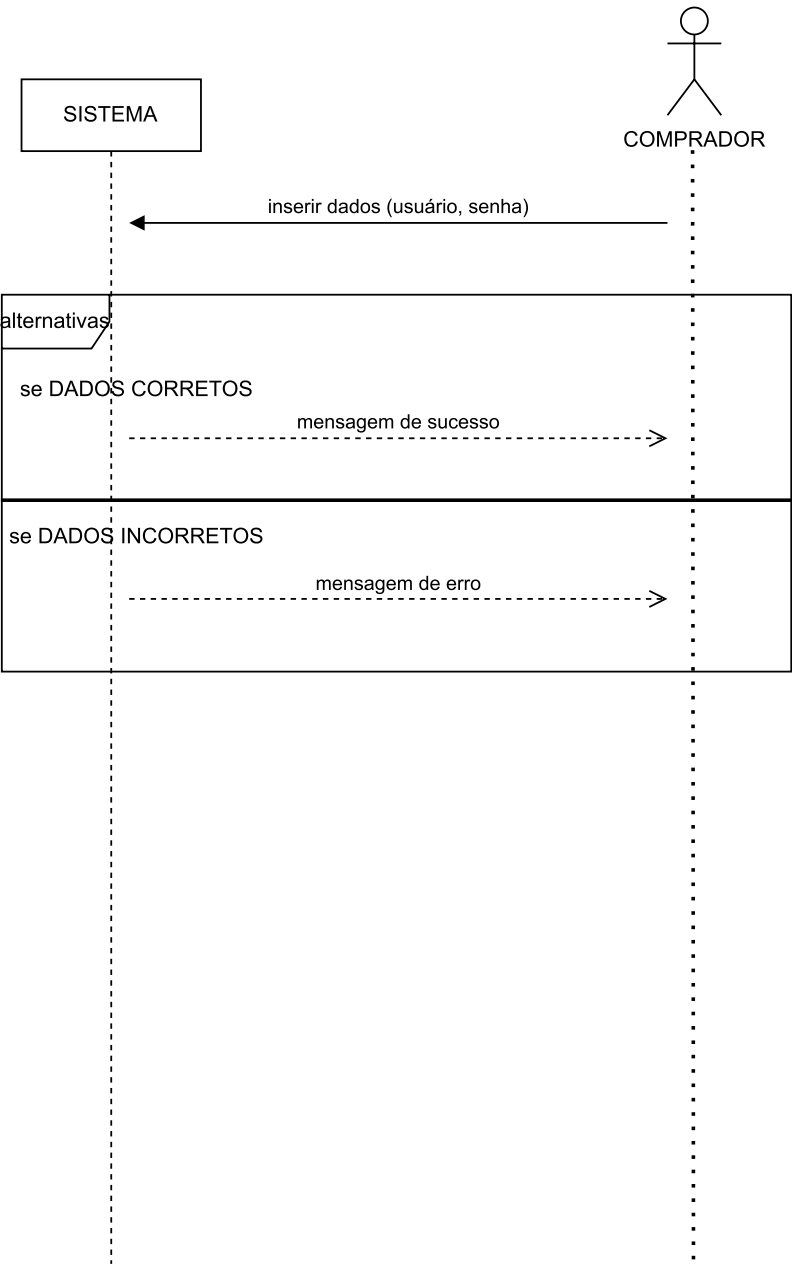 SISTEMA
COMPRADOR
inserir dados (usuário, senha)
alternativas
se DADOS CORRETOS
mensagem de sucesso
se DADOS INCORRETOS
mensagem de erro